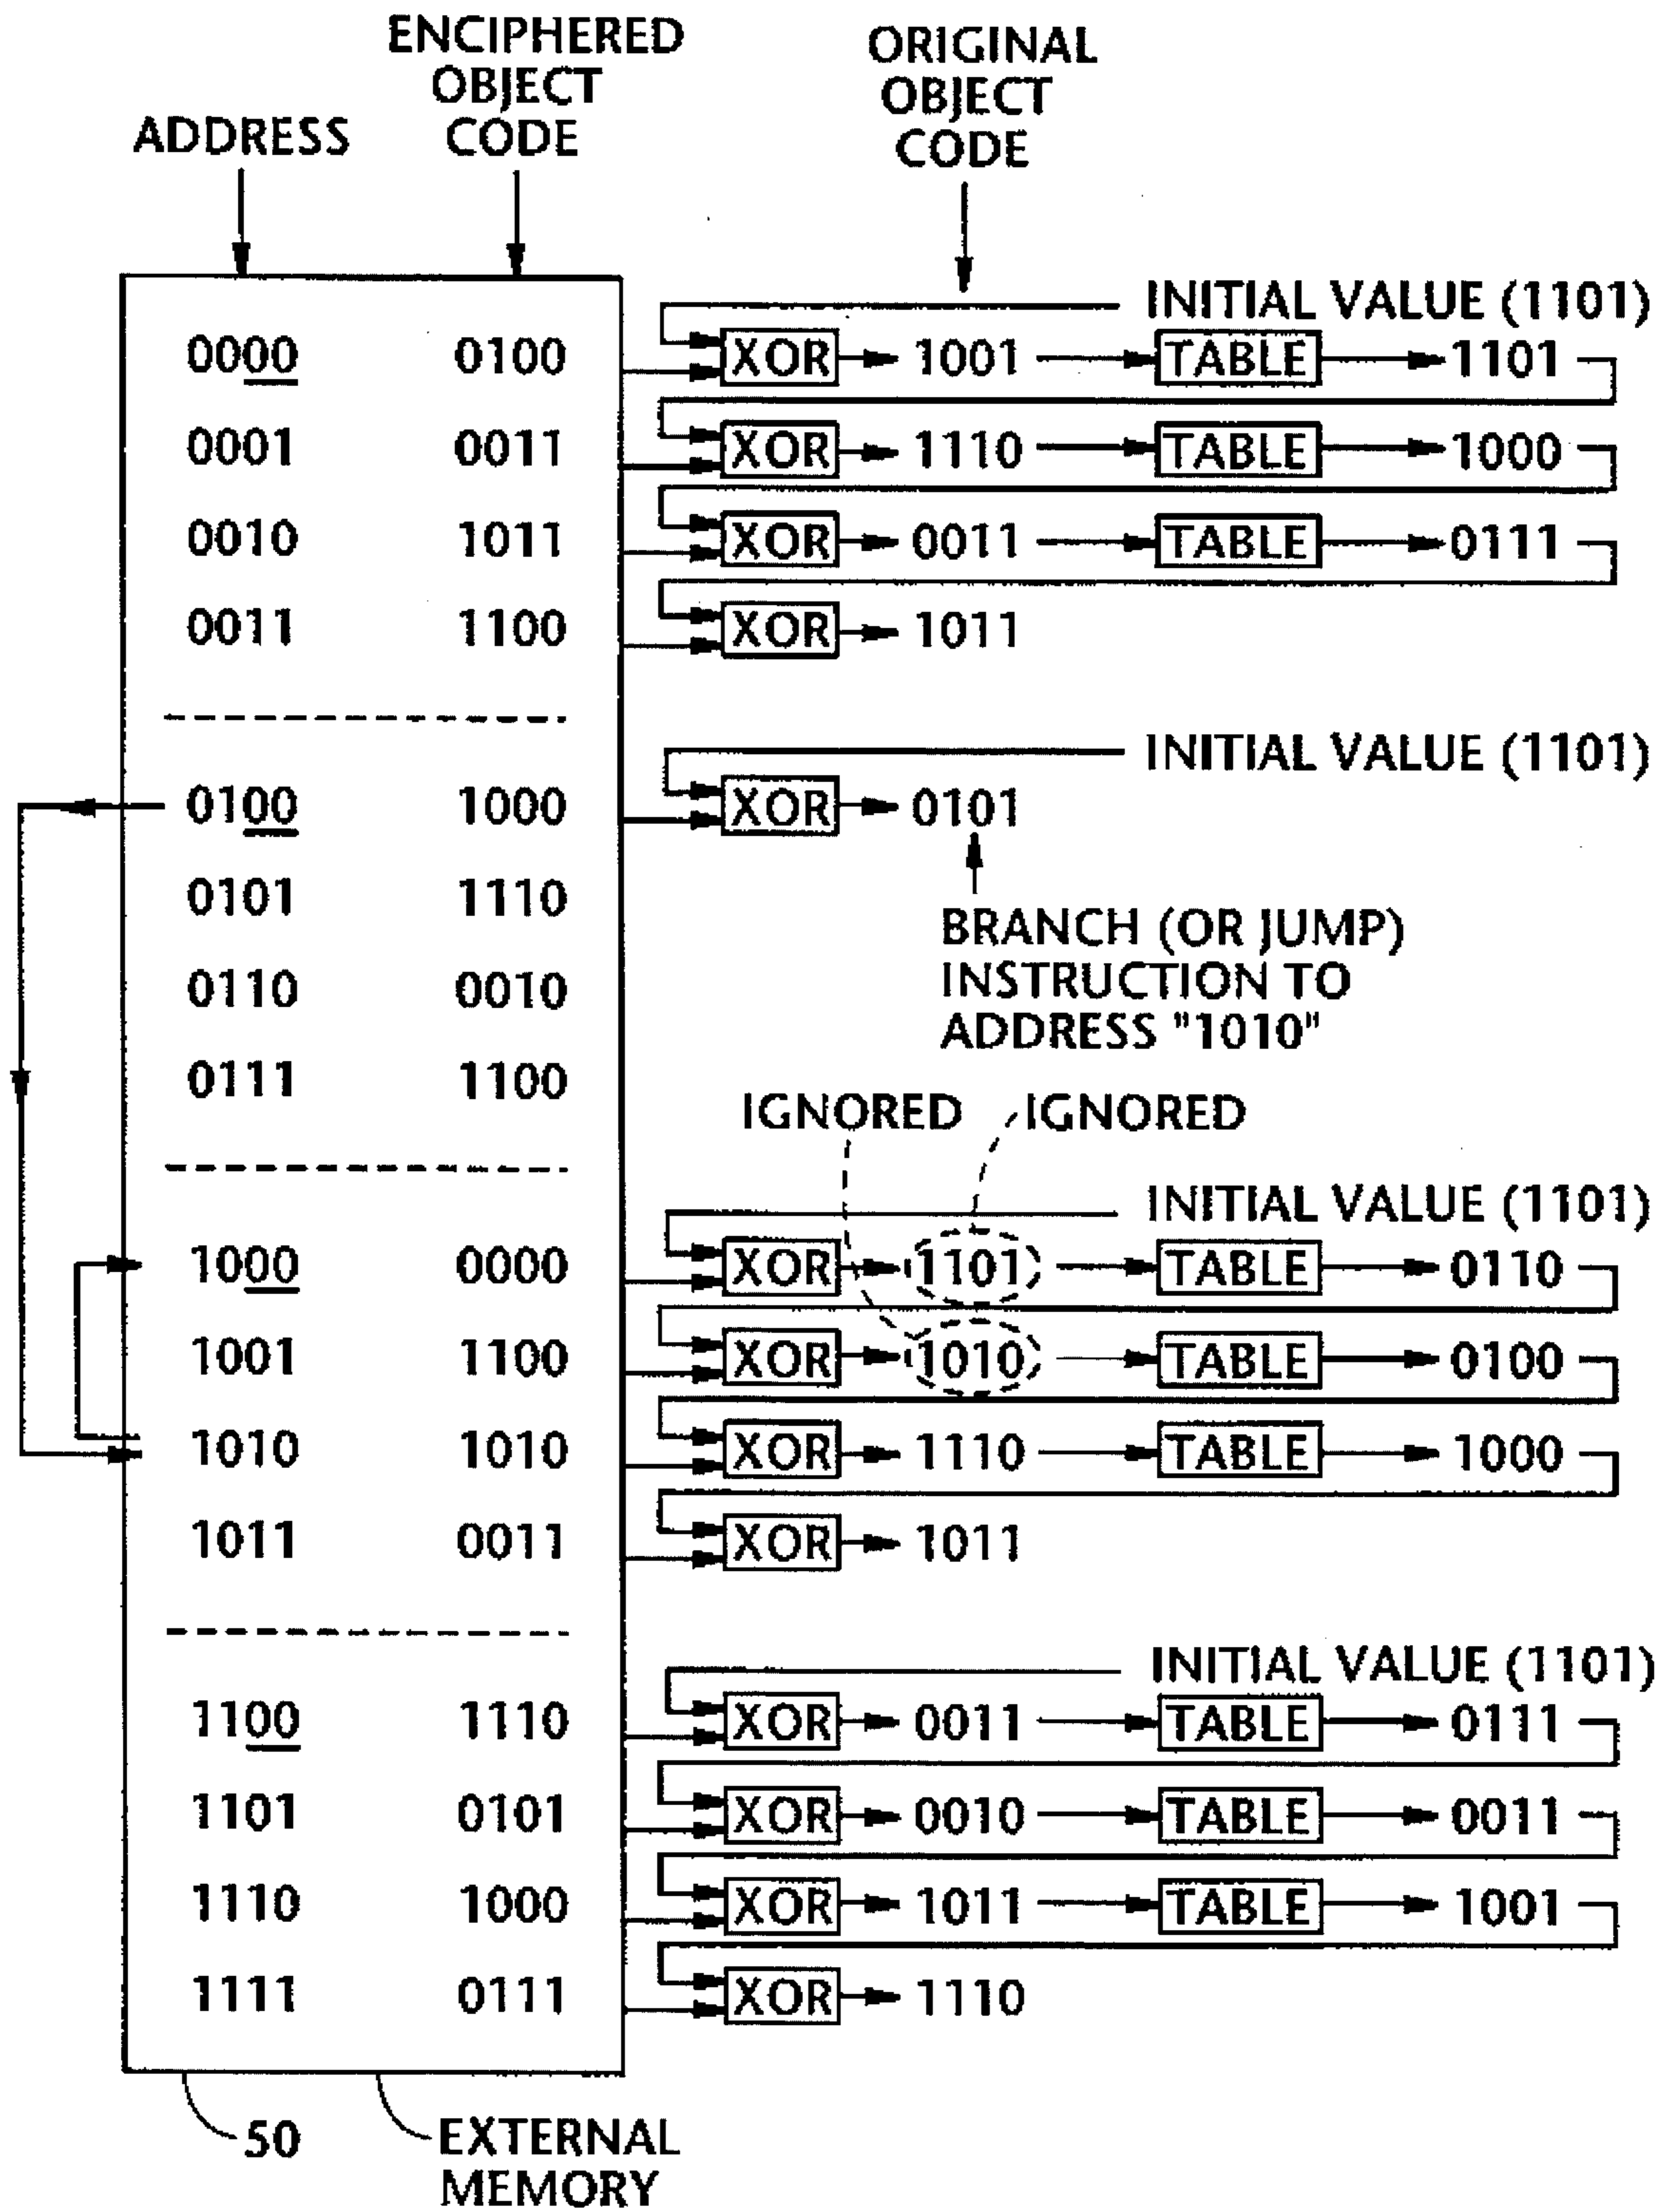 ENCIPHERED
OBJECT
CODE
ADDRESS
ORIGINAL
OBJECT
CODE
INITIAL VALUE (1101)
0000 0100 XOR 1001 TABLE 1101
0001 0011 XOR 1110 TABLE 1000
0010 1011 XOR 0011 TABLE 0111
0011 1100 XOR 1011
INITIAL VALUE (1101)
0100 1000 XOR 0101
0101 1110
BRANCH (OR JUMP)
INSTRUCTION TO
ADDRESS "1010"
0110 0010
0111 1100
IGNORED IGNORED
INITIAL VALUE (1101)
1000 0000 XOR 1101 TABLE 0110
1001 1100 XOR 1010 TABLE 0100
1010 1010 XOR 1110 TABLE 1000
1011 0011 XOR 1011
INITIAL VALUE (1101)
1100 1110 XOR 0011 TABLE 0111
1101 0101 XOR 0010 TABLE 0011
1110 1000 XOR 1011 TABLE 1001
1111 0111 XOR 1110
50
EXTERNAL
MEMORY